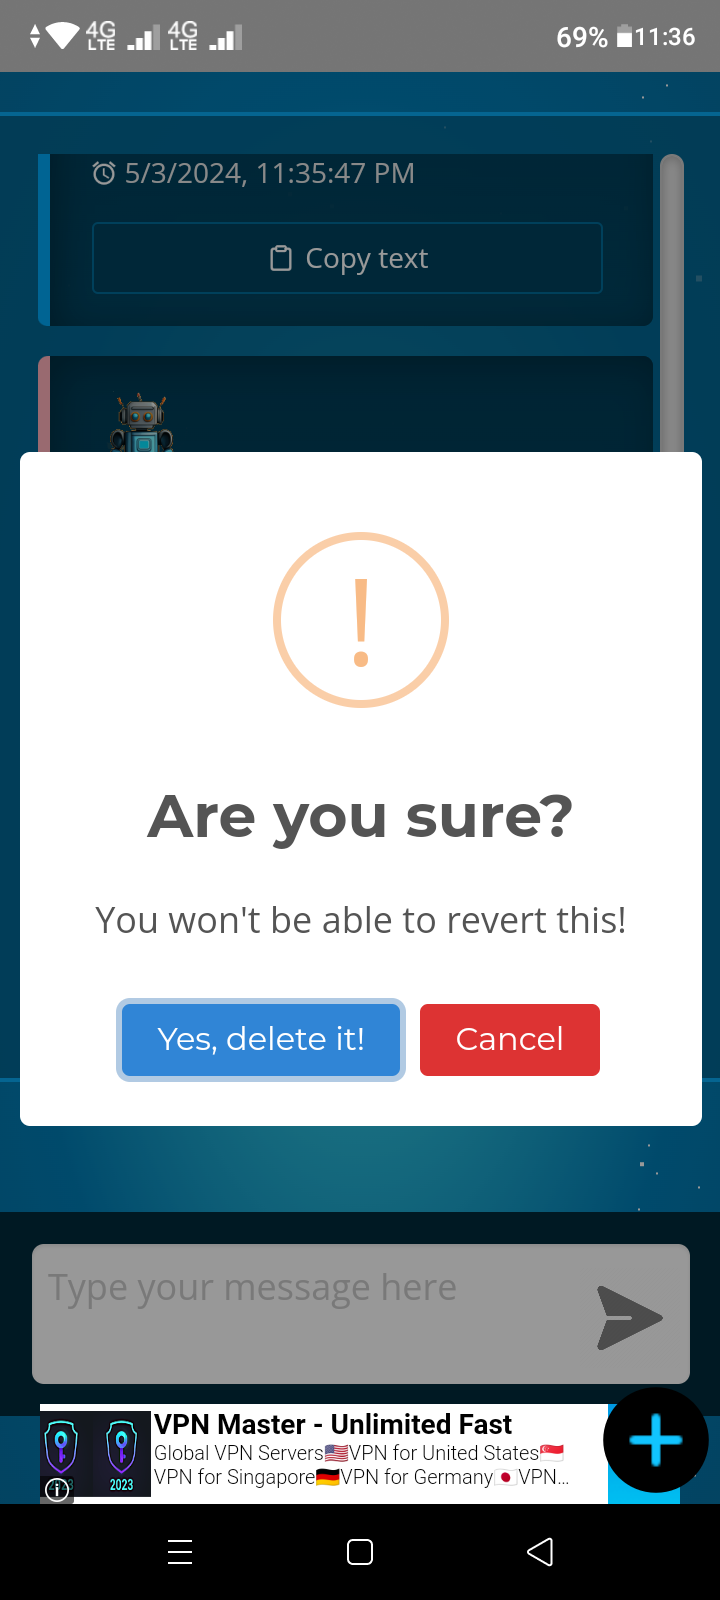 4G LTE 4G LTE 69% 11:36
5/3/2024, 11:35:47 PM
Copy text
Are you sure?
You won't be able to revert this!
Yes, delete it! Cancel
Type your message here
VPN Master - Unlimited Fast
Global VPN Servers🇺🇸VPN for United States🇸🇬
VPN for Singapore🇩🇪VPN for Germany🇯🇵VPN...
2023 2023